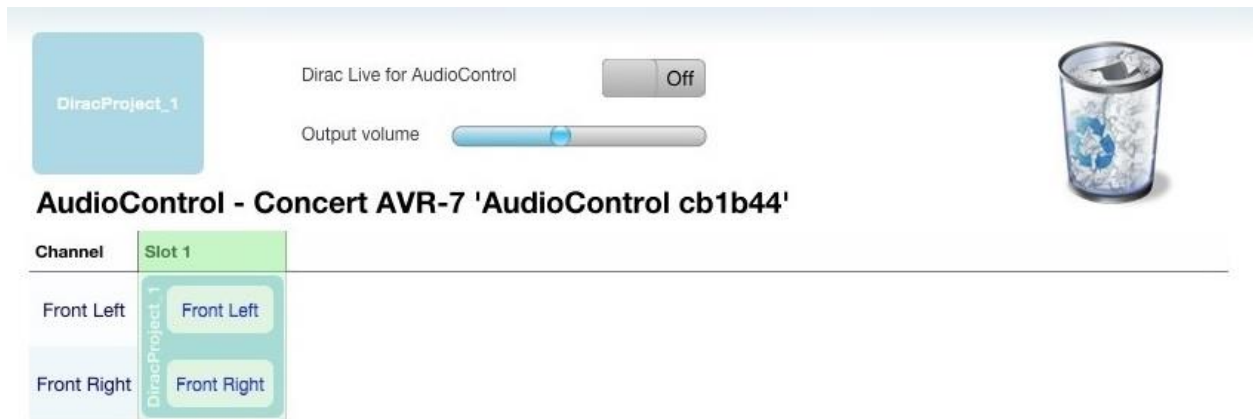 DiracProject_1
Dirac Live for AudioControl
Off
Output volume
AudioControl - Concert AVR-7 'AudioControl cb1b44'
Channel
Slot 1
Front Left
DiracProject_1
Front Left
Front Right
Front Right